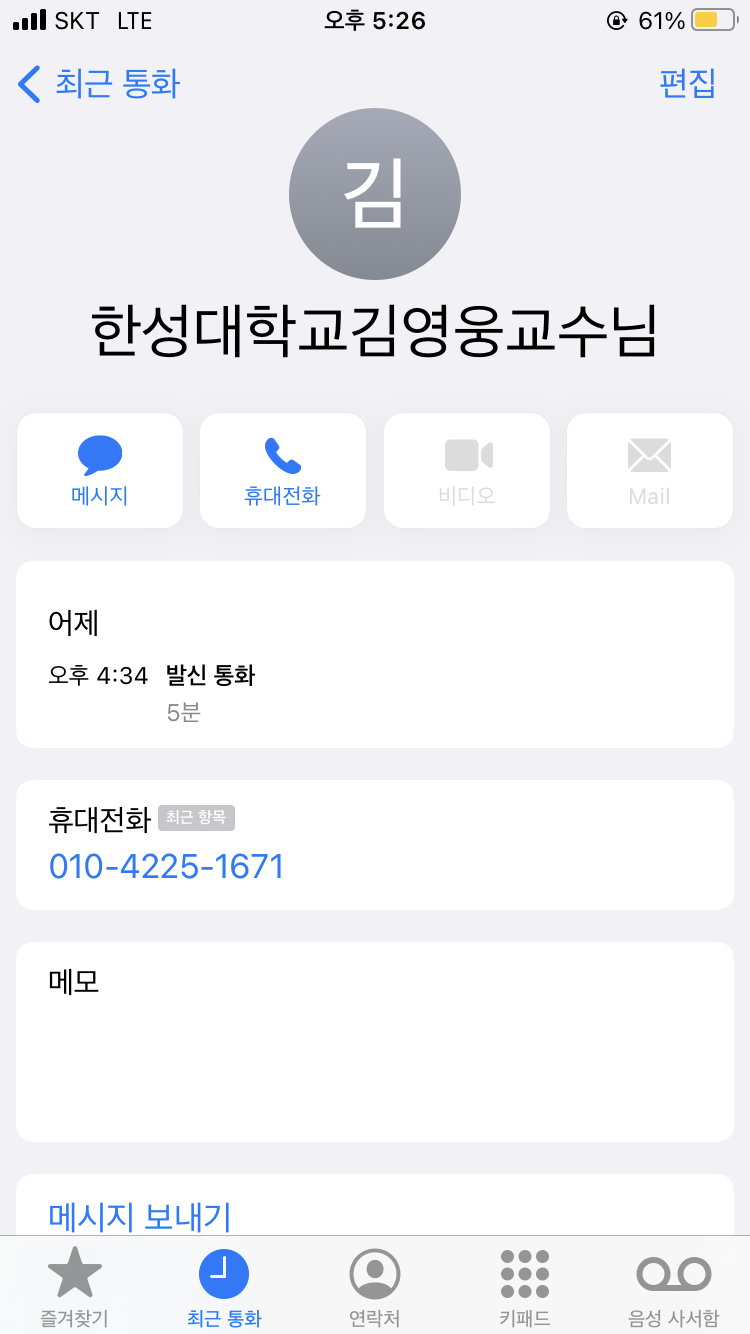 SKT LTE 오후 5:26 61%
최근 통화 편집
김
한성대학교김영웅교수님
메시지 휴대전화 비디오 Mail
어제
오후 4:34 발신 통화
5분
휴대전화 최근 항목
010-4225-1671
메모
메시지 보내기
즐겨찾기 최근 통화 연락처 키패드 음성 사서함